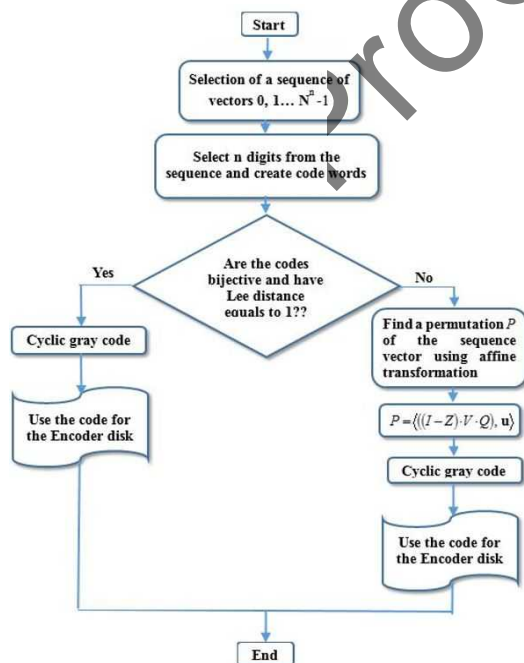 Start
Selection of a sequence of
vectors 0, 1... Nⁿ -1
Select n digits from the
sequence and create code words
Are the codes
bijective and have
Lee distance
equals to 1??
Yes
No
Cyclic gray code
Use the code for
the Encoder disk
Find a permutation P
of the sequence
vector using affine
transformation
P =⟨((I−Z)·V·Q), u⟩
Cyclic gray code
Use the code for
the Encoder disk
End